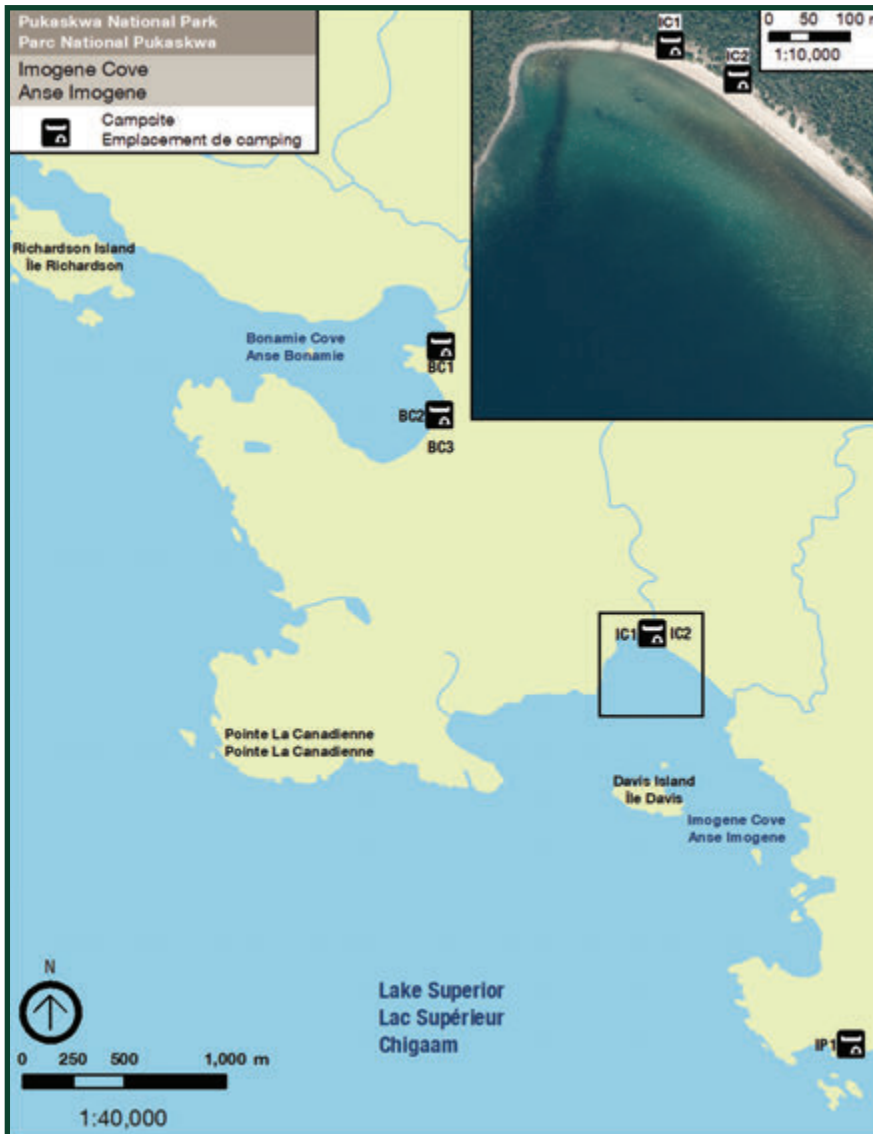 Pukaskwa National Park
Parc National Pukaskwa
Imogene Cove
Anse Imogene
Campsite
Emplacement de camping
IC1
IC2
0 50 100 m
1:10,000
Richardson Island
Île Richardson
Bonamie Cove
Anse Bonamie
BC1
BC2
BC3
IC1 IC2
Pointe La Canadienne
Pointe La Canadienne
Davis Island
Île Davis
Imogene Cove
Anse Imogene
Lake Superior
Lac Supérieur
Chigaam
IP1
N
0 250 500 1,000 m
1:40,000